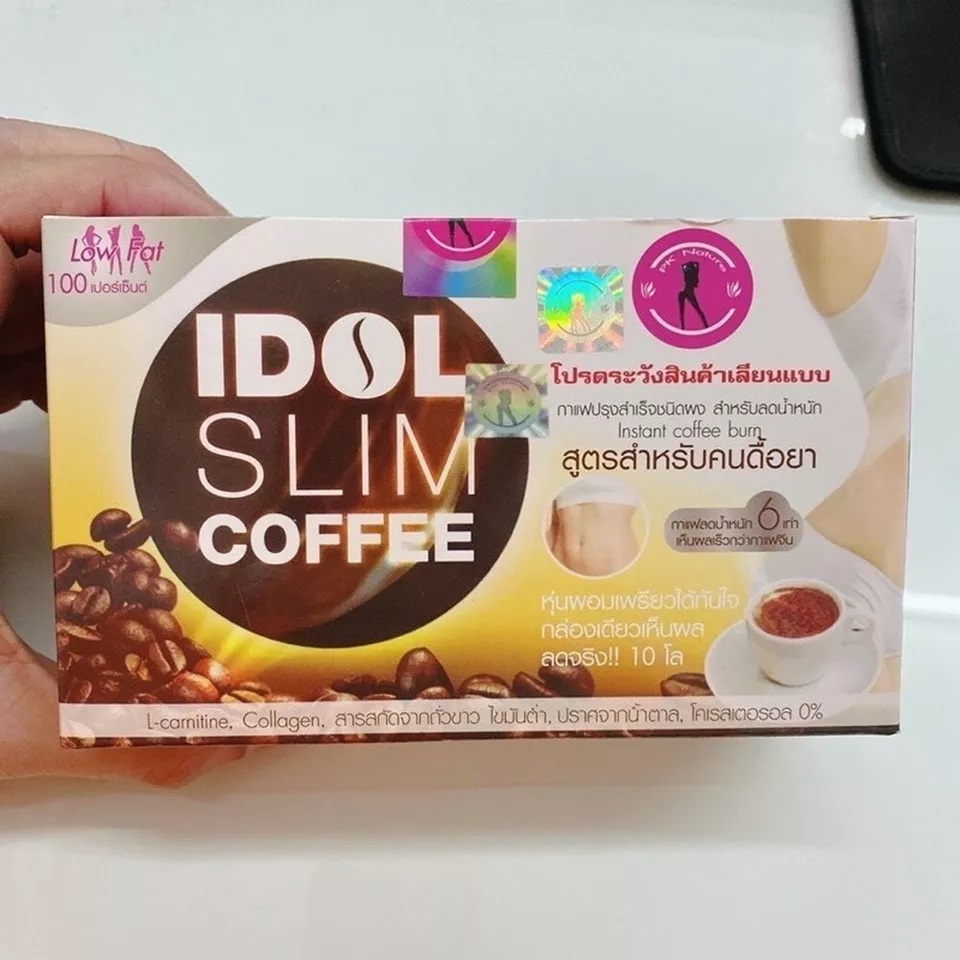 Low Fat
100 เปอร์เซ็นต์
IDOL
SLIM
COFFEE
PK Nature
โปรดระวังสินค้าเลียนแบบ
กาแฟปรุงสำเร็จชนิดผง สำหรับลดน้ำหนัก
Instant coffee burn
สูตรสำหรับคนดื้อยา
กาแฟลดน้ำหนัก 6 เท่า
เห็นผลเร็วกว่ากาแฟจีน
หุ่นผอมเพรียวได้ทันใจ
กล่องเดียวเห็นผล
ลดจริง!! 10 โล
L-carnitine, Collagen, สารสกัดจากถั่วขาว ไขมันต่ำ, ปราศจากน้ำตาล, โคเรสเตอรอล 0%